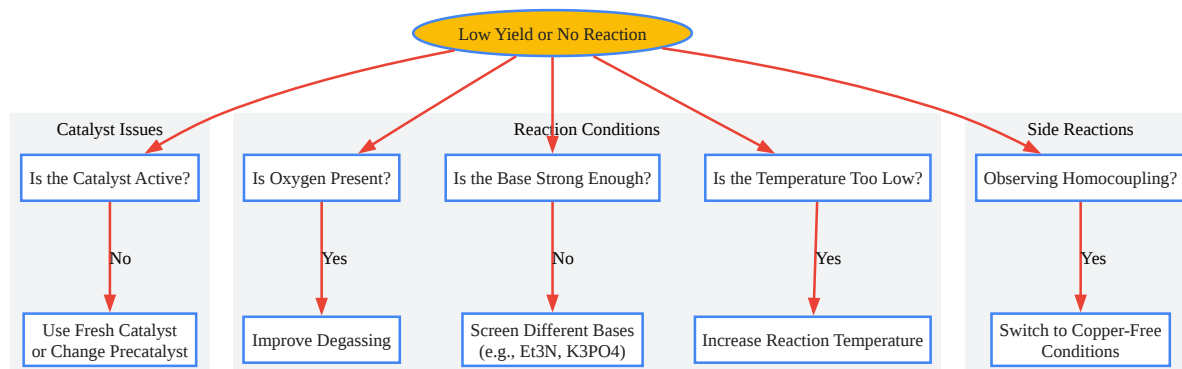 Low Yield or No Reaction
Catalyst Issues
Reaction Conditions
Side Reactions
Is the Catalyst Active?
Is Oxygen Present?
Is the Base Strong Enough?
Is the Temperature Too Low?
Observing Homocoupling?
No
Yes
No
Yes
Yes
Use Fresh Catalyst
or Change Precatalyst
Improve Degassing
Screen Different Bases
(e.g., Et3N, K3PO4)
Increase Reaction Temperature
Switch to Copper-Free
Conditions